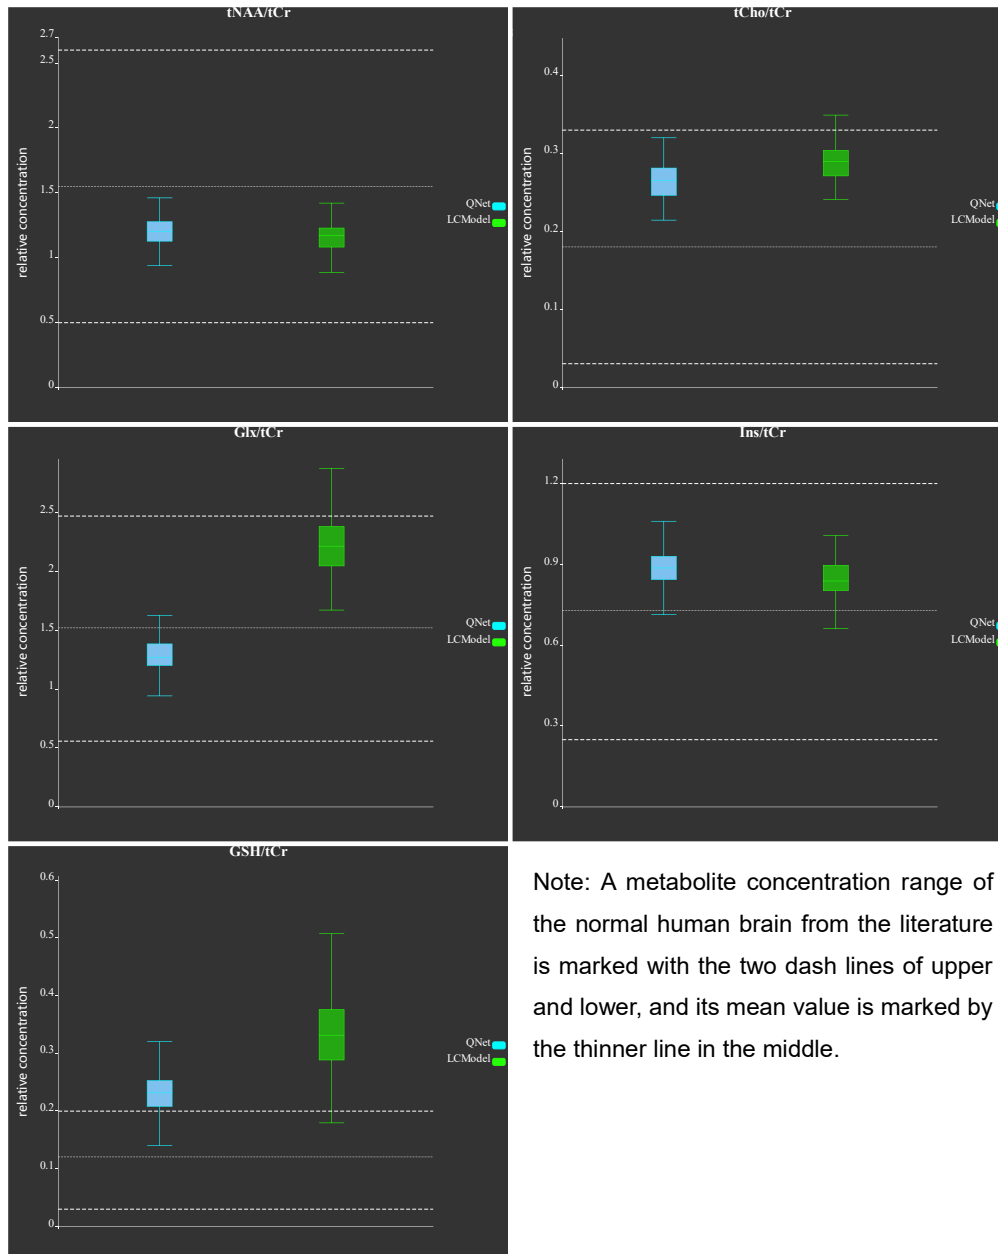 tNAA/tCr
2.7
2.5
2
1.5
1
0.5
0
relative concentration
QNet
LCModel
tCho/tCr
0.4
0.3
0.2
0.1
0
relative concentration
QNet
LCModel
Glx/tCr
2.5
2
1.5
1
0.5
0
relative concentration
QNet
LCModel
Ins/tCr
1.2
0.9
0.6
0.3
0
relative concentration
QNet
LCModel
GSH/tCr
0.6
0.5
0.4
0.3
0.2
0.1
0
relative concentration
QNet
LCModel
Note: A metabolite concentration range of
the normal human brain from the literature
is marked with the two dash lines of upper
and lower, and its mean value is marked by
the thinner line in the middle.